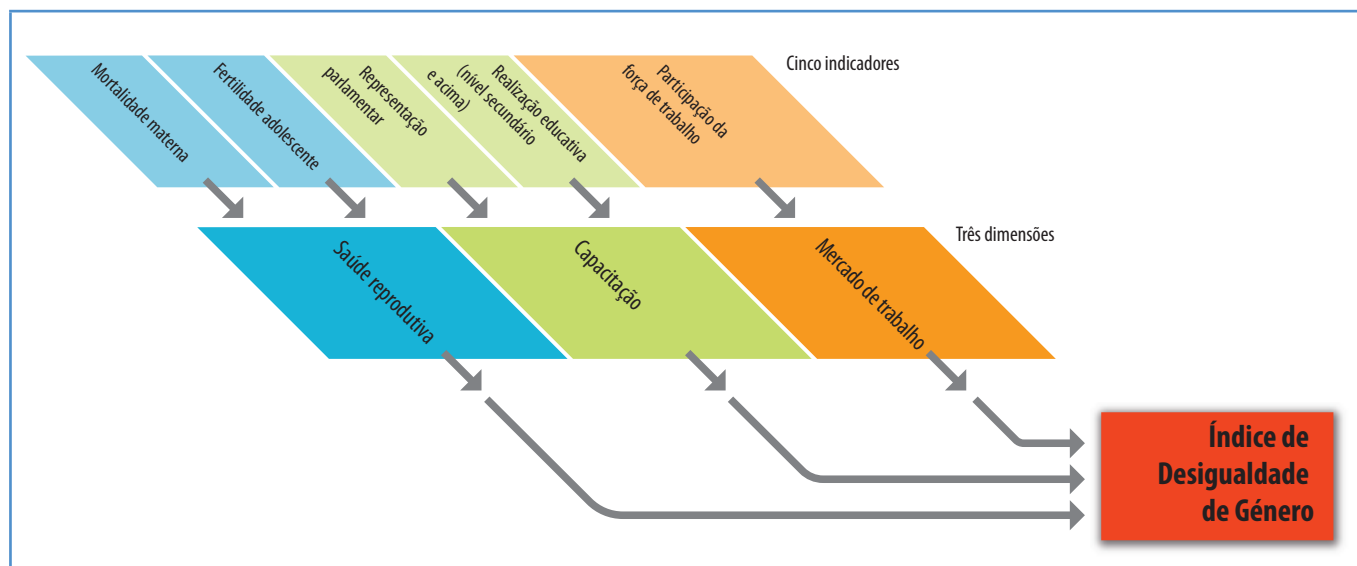 Cinco indicadores
Mortalidade materna
Fertilidade adolescente
Representação
parlamentar
Realização educativa
(nível secundário
e acima)
Participação da
força de trabalho
Três dimensões
Saúde reprodutiva
Capacitação
Mercado de trabalho
Índice de
Desigualdade
de Género